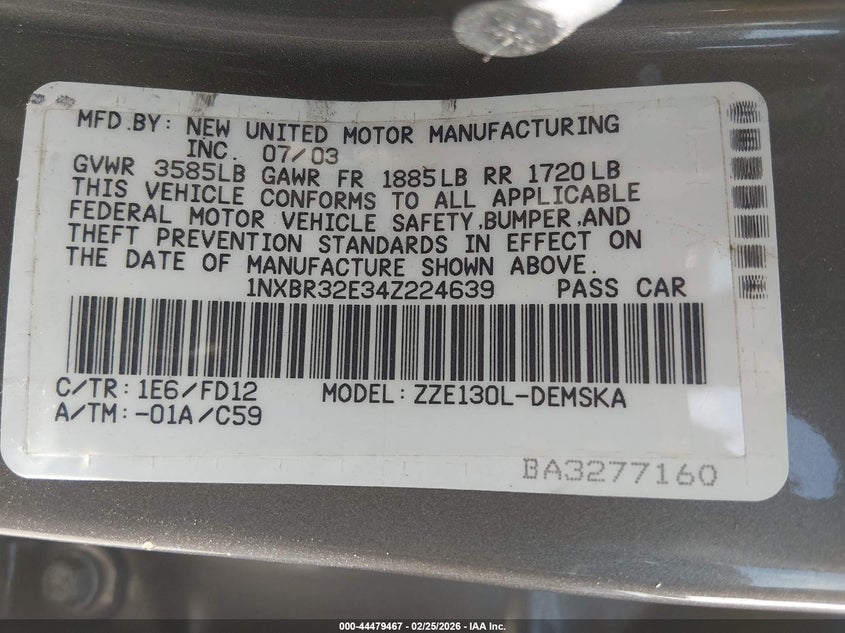 MFD.BY: NEW UNITED MOTOR MANUFACTURING
INC. 07/03
GVWR 3585LB GAWR FR 1885LB RR 1720LB
THIS VEHICLE CONFORMS TO ALL APPLICABLE
FEDERAL MOTOR VEHICLE SAFETY,BUMPER,AND
THEFT PREVENTION STANDARDS IN EFFECT ON
THE DATE OF MANUFACTURE SHOWN ABOVE.
1NXBR32E34Z224639 PASS CAR
C/TR: 1E6/FD12 MODEL: ZZE130L-DEMSKA
A/TM: -01A/C59
BA3277160
000-44479467 - 02/25/2026 - IAA Inc.